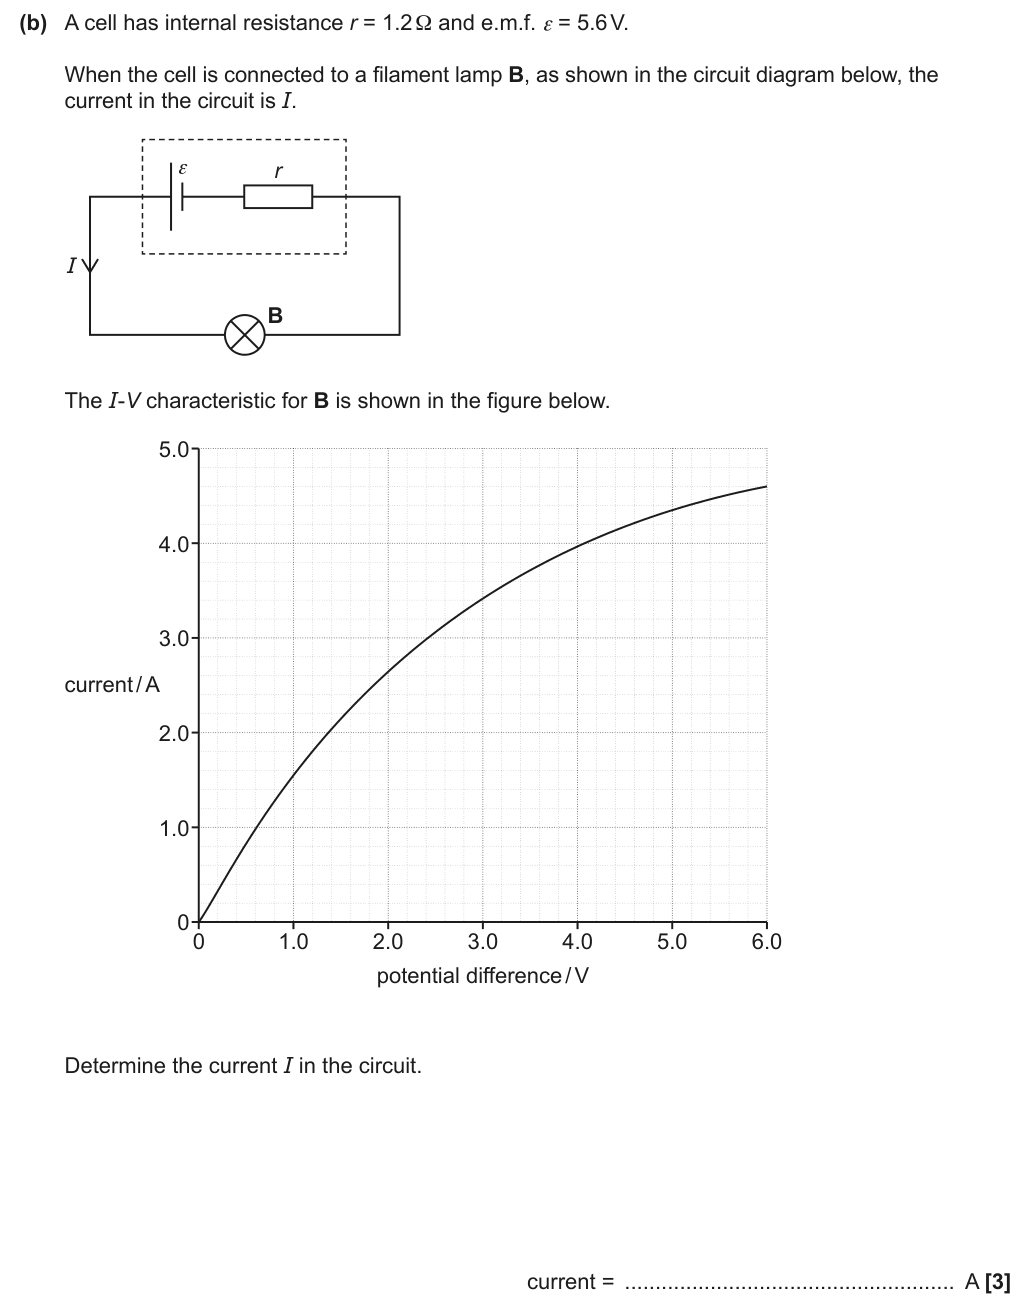 (b) A cell has internal resistance r = 1.2 Ω and e.m.f. ε = 5.6 V.
When the cell is connected to a filament lamp B, as shown in the circuit diagram below, the
current in the circuit is I.
ε
r
I
B
The I-V characteristic for B is shown in the figure below.
5.0
4.0
3.0
current / A
2.0
1.0
0
0 1.0 2.0 3.0 4.0 5.0 6.0
potential difference / V
Determine the current I in the circuit.
current = ...................................................... A [3]